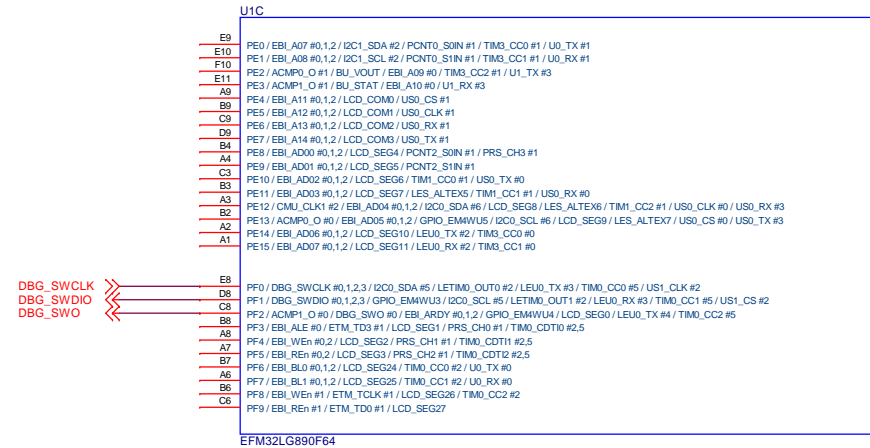 U1C
E9 PE0 / EBI_A07 #0,1,2 / I2C1_SDA #2 / PCNT0_S0IN #1 / TIM3_CC0 #1 / U0_TX #1
E10 PE1 / EBI_A08 #0,1,2 / I2C1_SCL #2 / PCNT0_S1IN #1 / TIM3_CC1 #1 / U0_RX #1
F10 PE2 / ACMP0_O #1 / BU_VOUT / EBI_A09 #0 / TIM3_CC2 #1 / U1_TX #3
E11 PE3 / ACMP1_O #1 / BU_STAT / EBI_A10 #0 / U1_RX #3
A9 PE4 / EBI_A11 #0,1,2 / LCD_COM0 / US0_CS #1
B9 PE5 / EBI_A12 #0,1,2 / LCD_COM1 / US0_CLK #1
C9 PE6 / EBI_A13 #0,1,2 / LCD_COM2 / US0_RX #1
D9 PE7 / EBI_A14 #0,1,2 / LCD_COM3 / US0_TX #1
B4 PE8 / EBI_AD00 #0,1,2 / LCD_SEG4 / PCNT2_S0IN #1 / PRS_CH3 #1
A4 PE9 / EBI_AD01 #0,1,2 / LCD_SEG5 / PCNT2_S1IN #1
C3 PE10 / EBI_AD02 #0,1,2 / LCD_SEG6 / TIM1_CC0 #1 / US0_TX #0
B3 PE11 / EBI_AD03 #0,1,2 / LCD_SEG7 / LES_ALTEX5 / TIM1_CC1 #1 / US0_RX #0
A3 PE12 / CMU_CLK1 #2 / EBI_AD04 #0,1,2 / I2C0_SDA #6 / LCD_SEG8 / LES_ALTEX6 / TIM1_CC2 #1 / US0_CLK #0 / US0_RX #3
B2 PE13 / ACMP0_O #0 / EBI_AD05 #0,1,2 / GPIO_EM4WU5 / I2C0_SCL #6 / LCD_SEG9 / LES_ALTEX7 / US0_CS #0 / US0_TX #3
A2 PE14 / EBI_AD06 #0,1,2 / LCD_SEG10 / LEU0_TX #2 / TIM3_CC0 #0
A1 PE15 / EBI_AD07 #0,1,2 / LCD_SEG11 / LEU0_RX #2 / TIM3_CC1 #0
DBG_SWCLK E8 PF0 / DBG_SWCLK #0,1,2,3 / I2C0_SDA #5 / LETIM0_OUT0 #2 / LEU0_TX #3 / TIM0_CC0 #5 / US1_CLK #2
DBG_SWDIO D8 PF1 / DBG_SWDIO #0,1,2,3 / GPIO_EM4WU3 / I2C0_SCL #5 / LETIM0_OUT1 #2 / LEU0_RX #3 / TIM0_CC1 #5 / US1_CS #2
DBG_SWO C8 PF2 / ACMP1_O #0 / DBG_SWO #0 / EBI_ARDY #0,1,2 / GPIO_EM4WU4 / LCD_SEG0 / LEU0_TX #4 / TIM0_CC2 #5
B8 PF3 / EBI_ALE #0 / ETM_TD3 #1 / LCD_SEG1 / PRS_CH0 #1 / TIM0_CDTI0 #2,5
A8 PF4 / EBI_WEn #0,2 / LCD_SEG2 / PRS_CH1 #1 / TIM0_CDTI1 #2,5
A7 PF5 / EBI_REn #0,2 / LCD_SEG3 / PRS_CH2 #1 / TIM0_CDTI2 #2,5
B7 PF6 / EBI_BL0 #0,1,2 / LCD_SEG24 / TIM0_CC0 #2 / U0_TX #0
A6 PF7 / EBI_BL1 #0,1,2 / LCD_SEG25 / TIM0_CC1 #2 / U0_RX #0
B6 PF8 / EBI_WEn #1 / ETM_TCLK #1 / LCD_SEG26 / TIM0_CC2 #2
C6 PF9 / EBI_REn #1 / ETM_TD0 #1 / LCD_SEG27
EFM32LG890F64